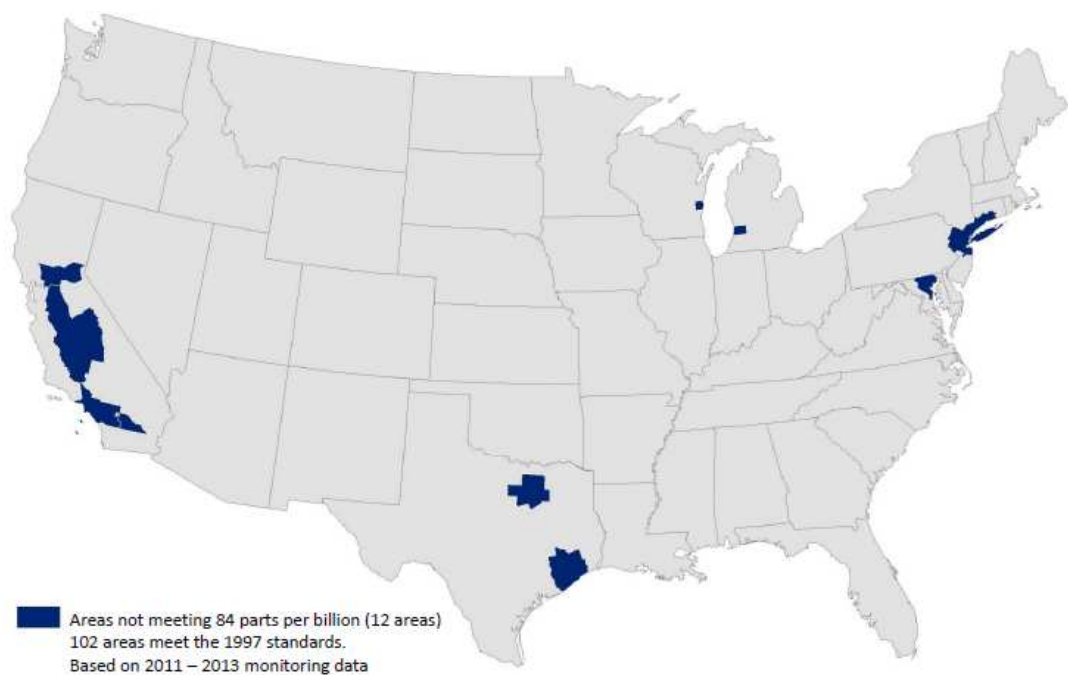 Areas not meeting 84 parts per billion (12 areas)
102 areas meet the 1997 standards.
Based on 2011 – 2013 monitoring data